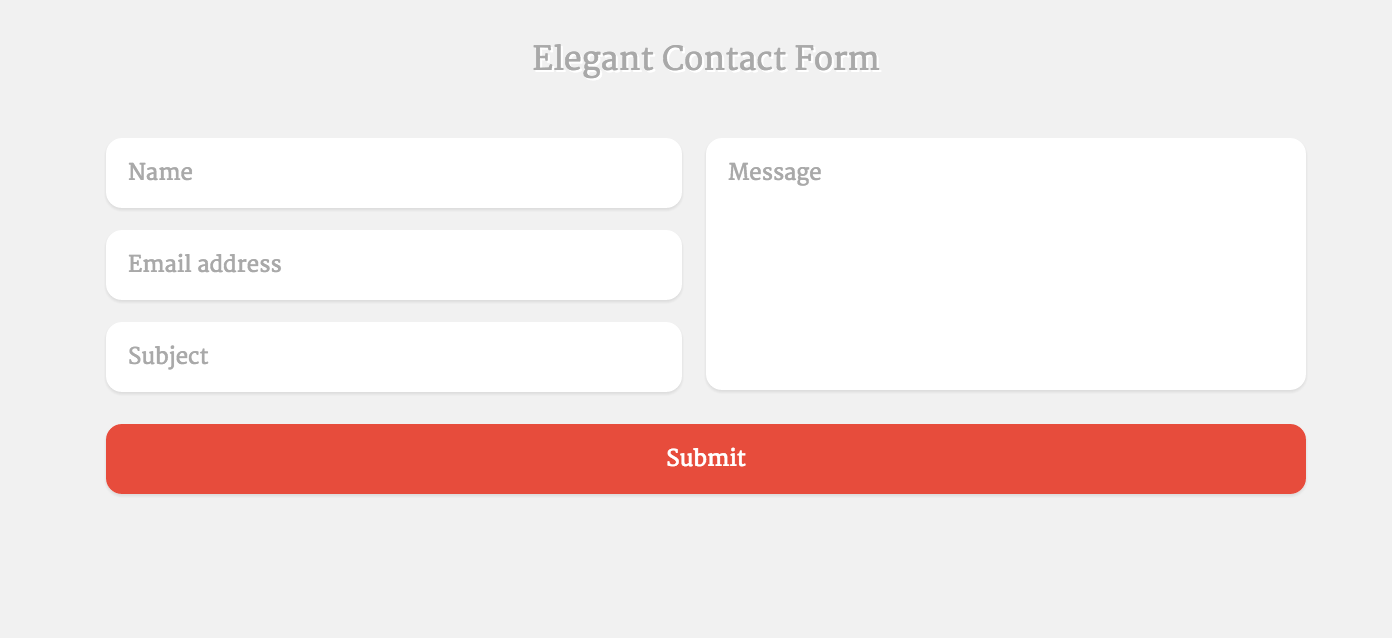 Elegant Contact Form
Name
Email address
Subject
Message
Submit